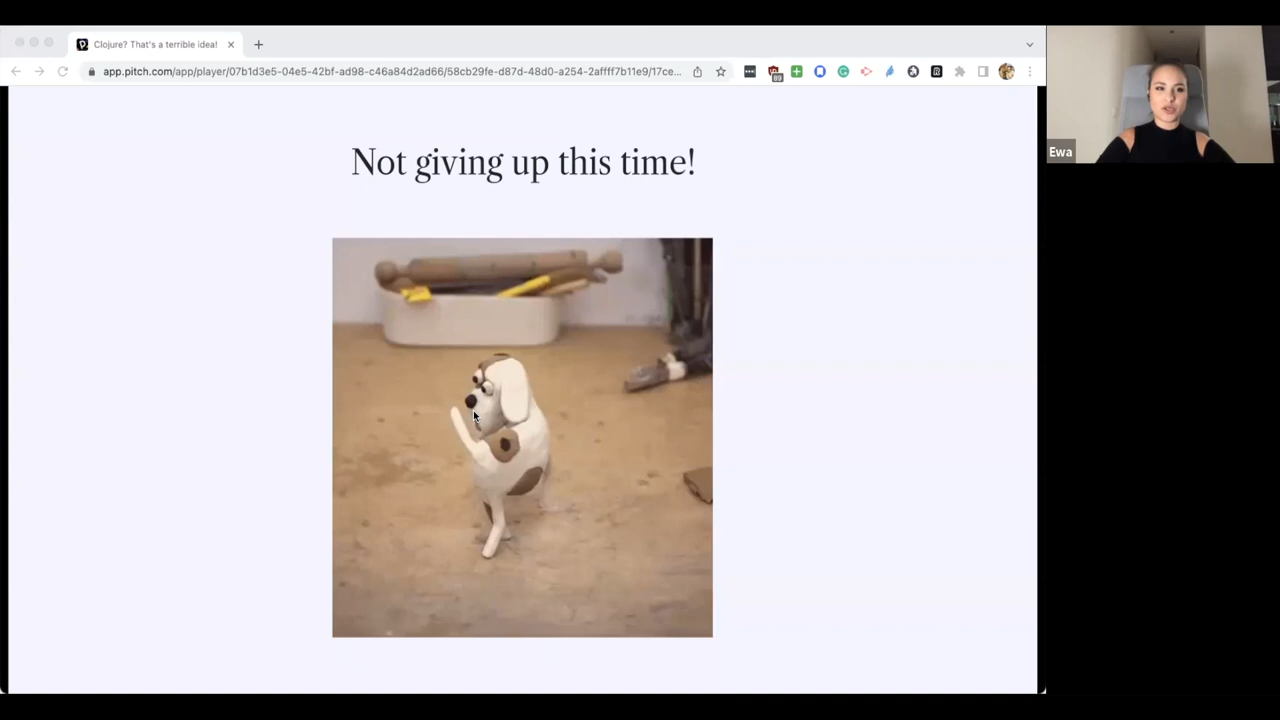 Clojure? That's a terrible idea!
app.pitch.com/app/player/07b1d3e5-04e5-42bf-ad98-c46a84d2ad66/58cb29fe-d87d-48d0-a254-2affff7b11e9/17ce...
89
Ewa
Not giving up this time!